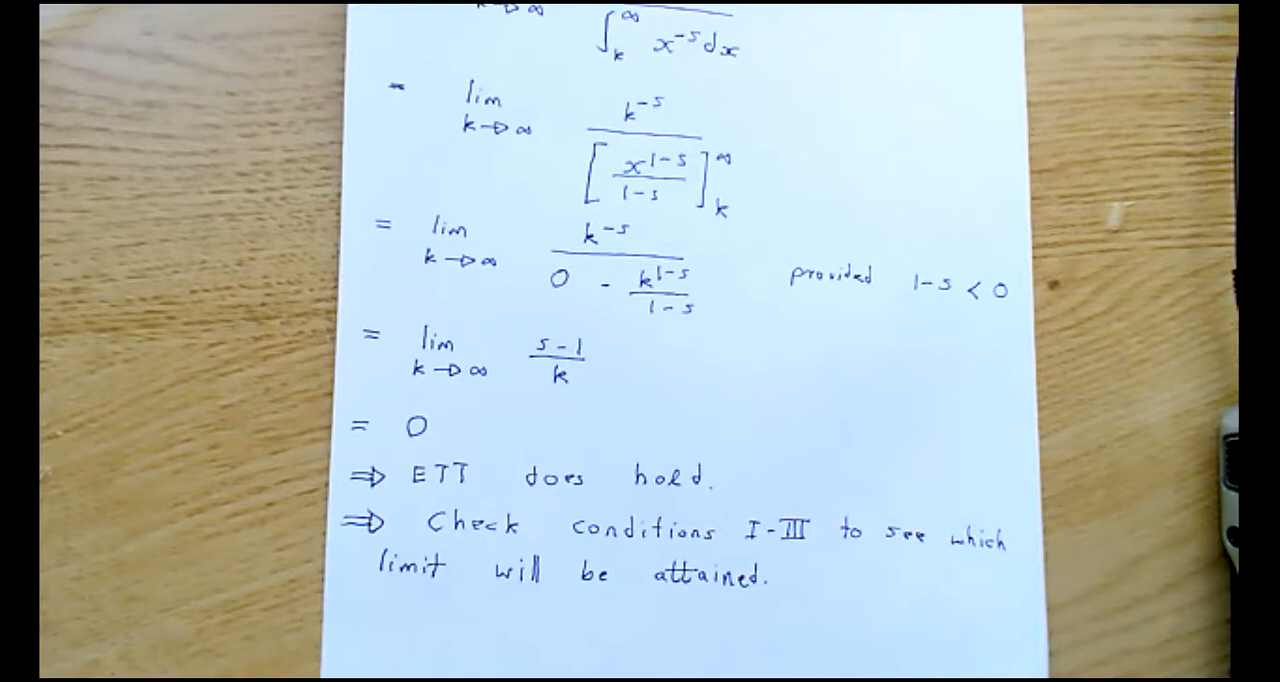 k→∞ ∫_k^∞ x^{-s} dx
= lim_{k→∞} k^{-s} / [ x^{1-s} / (1-s) ]_k^∞
= lim_{k→∞} k^{-s} / ( 0 - k^{1-s} / (1-s) ) provided 1-s < 0
= lim_{k→∞} (s-1) / k
= 0
⇒ ETT does hold.
⇒ Check conditions I-III to see which
limit will be attained.